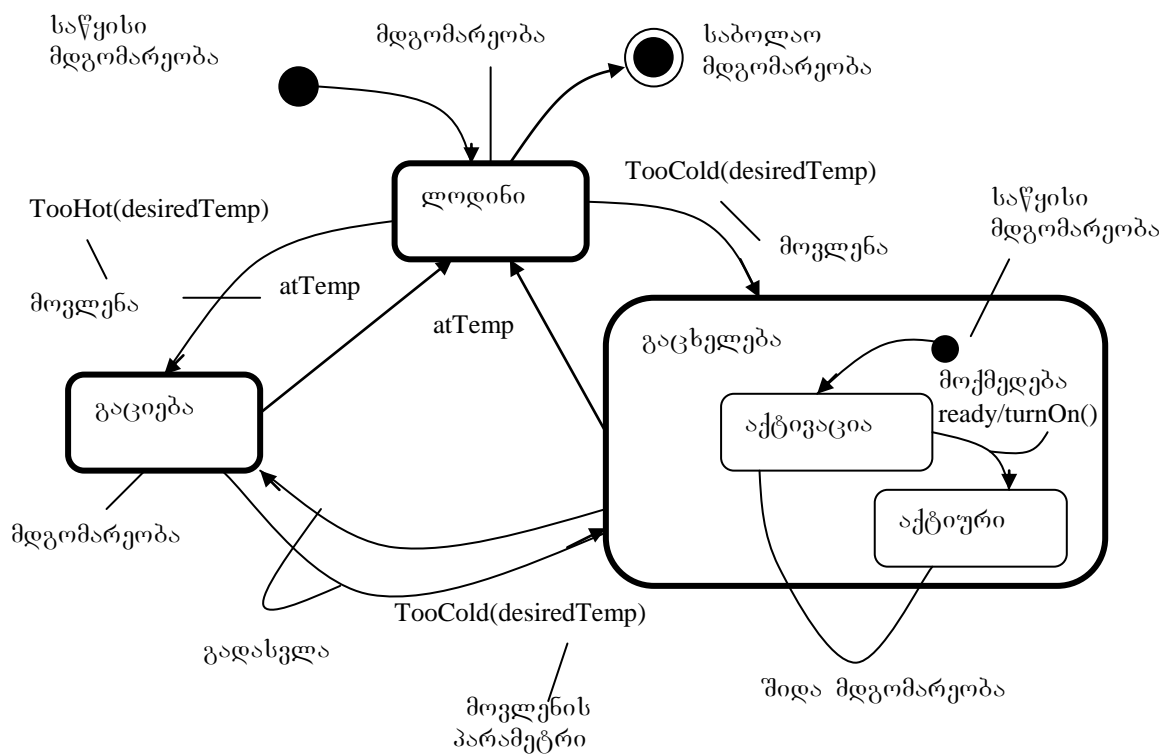 საწყისი
მდგომარეობა
მდგომარეობა
საბოლაო
მდგომარეობა
TooHot(desiredTemp)
ლოდინი
TooCold(desiredTemp)
საწყისი
მდგომარეობა
მოვლენა
მოვლენა
atTemp
atTemp
გაცხელება
გაციება
მოქმედება
ready/turnOn()
აქტივაცია
აქტიური
მდგომარეობა
TooCold(desiredTemp)
გადასვლა
შიდა მდგომარეობა
მოვლენის
პარამეტრი